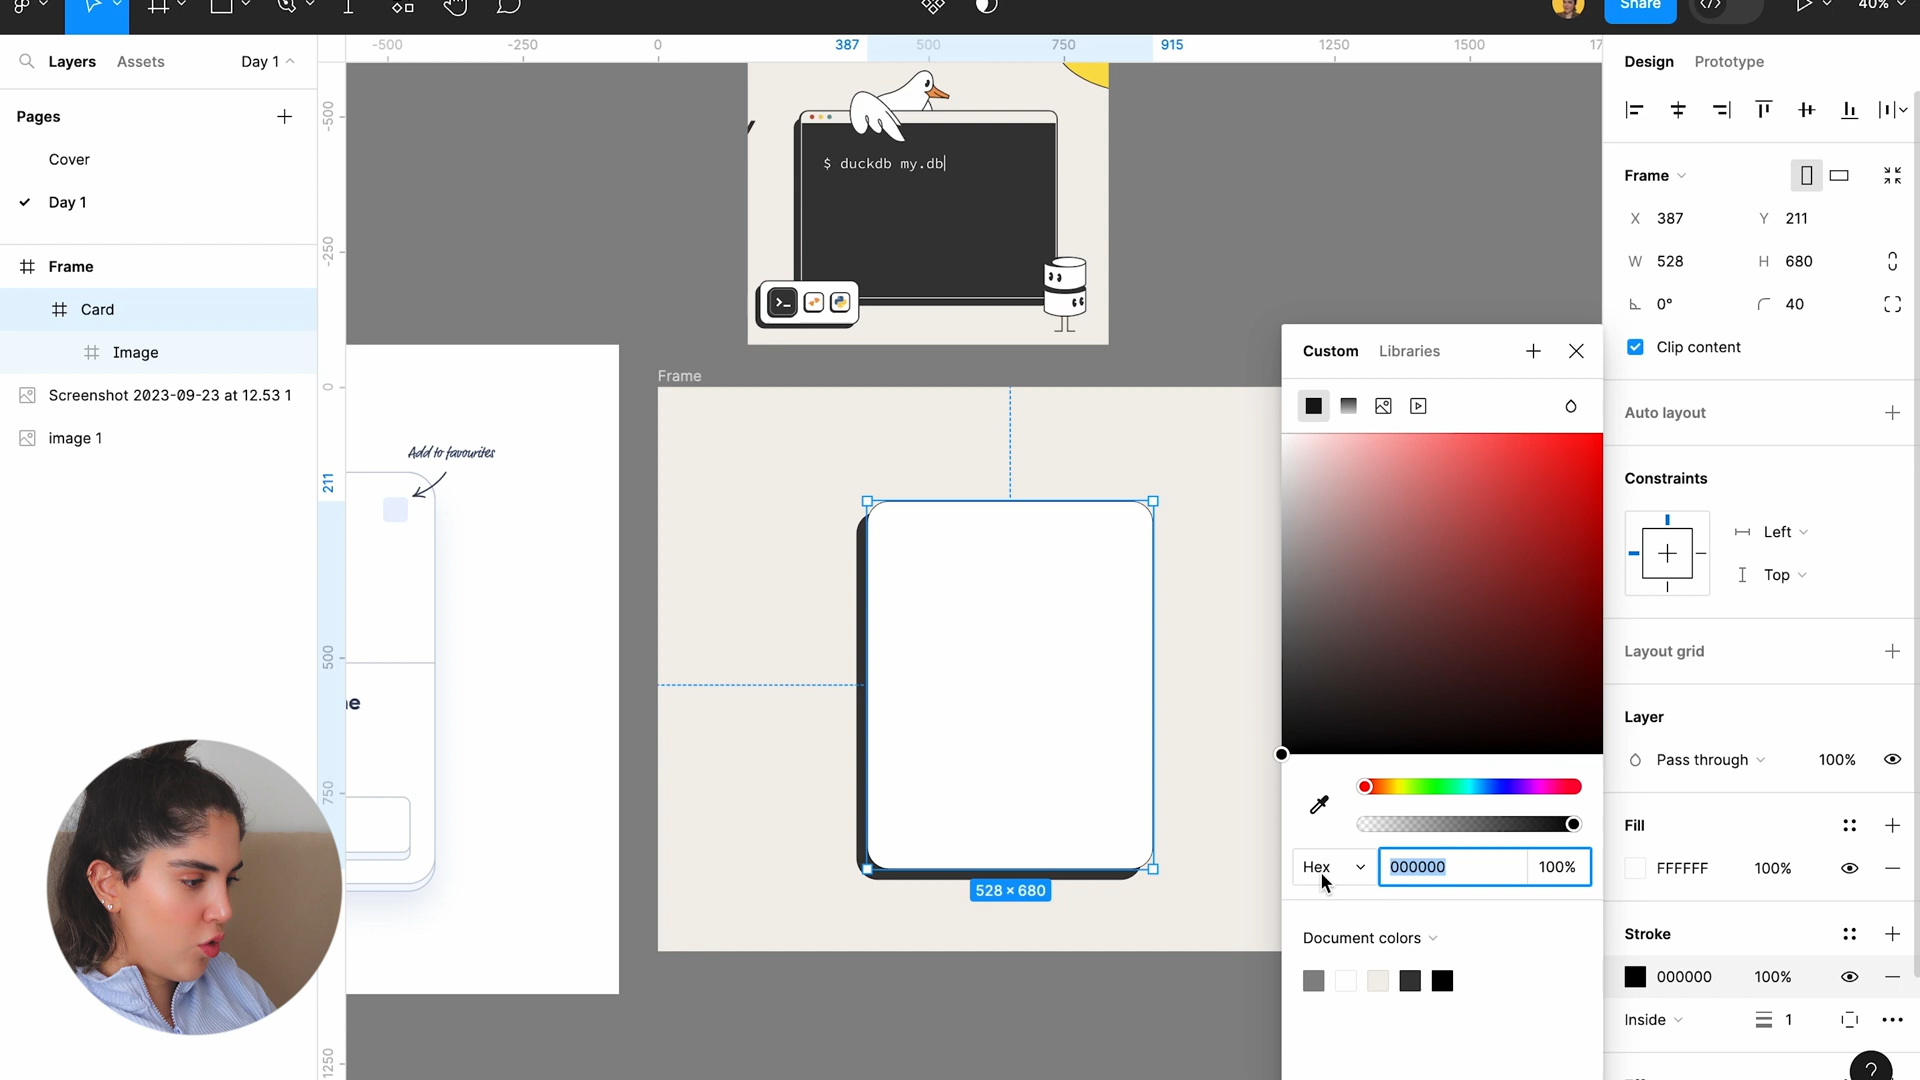 Share
40%
Layers
Assets
Day 1
Pages
Cover
Day 1
Frame
Card
Image
Screenshot 2023-09-23 at 12.53 1
image 1
-500
-250
0
387
500
750
915
1250
1500
17
-500
-250
0
211
500
750
1250
$ duckdb my.db
>_
Add to favourites
Frame
528 × 680
Custom
Libraries
Hex
000000
100%
Document colors
Design
Prototype
Frame
X
387
Y
211
W
528
H
680
0°
40
Clip content
Auto layout
Constraints
Left
Top
Layout grid
Layer
Pass through
100%
Fill
FFFFFF
100%
Stroke
000000
100%
Inside
1
?